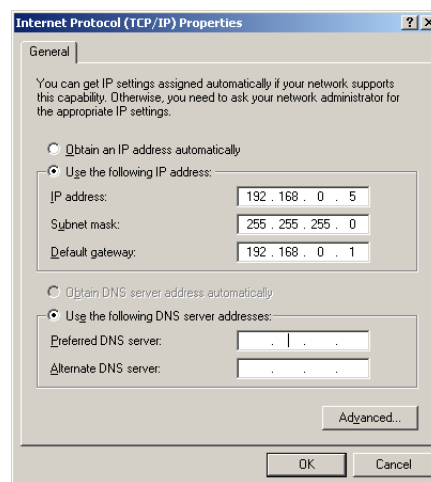 Internet Protocol (TCP/IP) Properties
General
You can get IP settings assigned automatically if your network supports
this capability. Otherwise, you need to ask your network administrator for
the appropriate IP settings.
Obtain an IP address automatically
Use the following IP address:
IP address: 192 . 168 . 0 . 5
Subnet mask: 255 . 255 . 255 . 0
Default gateway: 192 . 168 . 0 . 1
Obtain DNS server address automatically
Use the following DNS server addresses:
Preferred DNS server: . . .
Alternate DNS server: . . .
Advanced...
OK Cancel